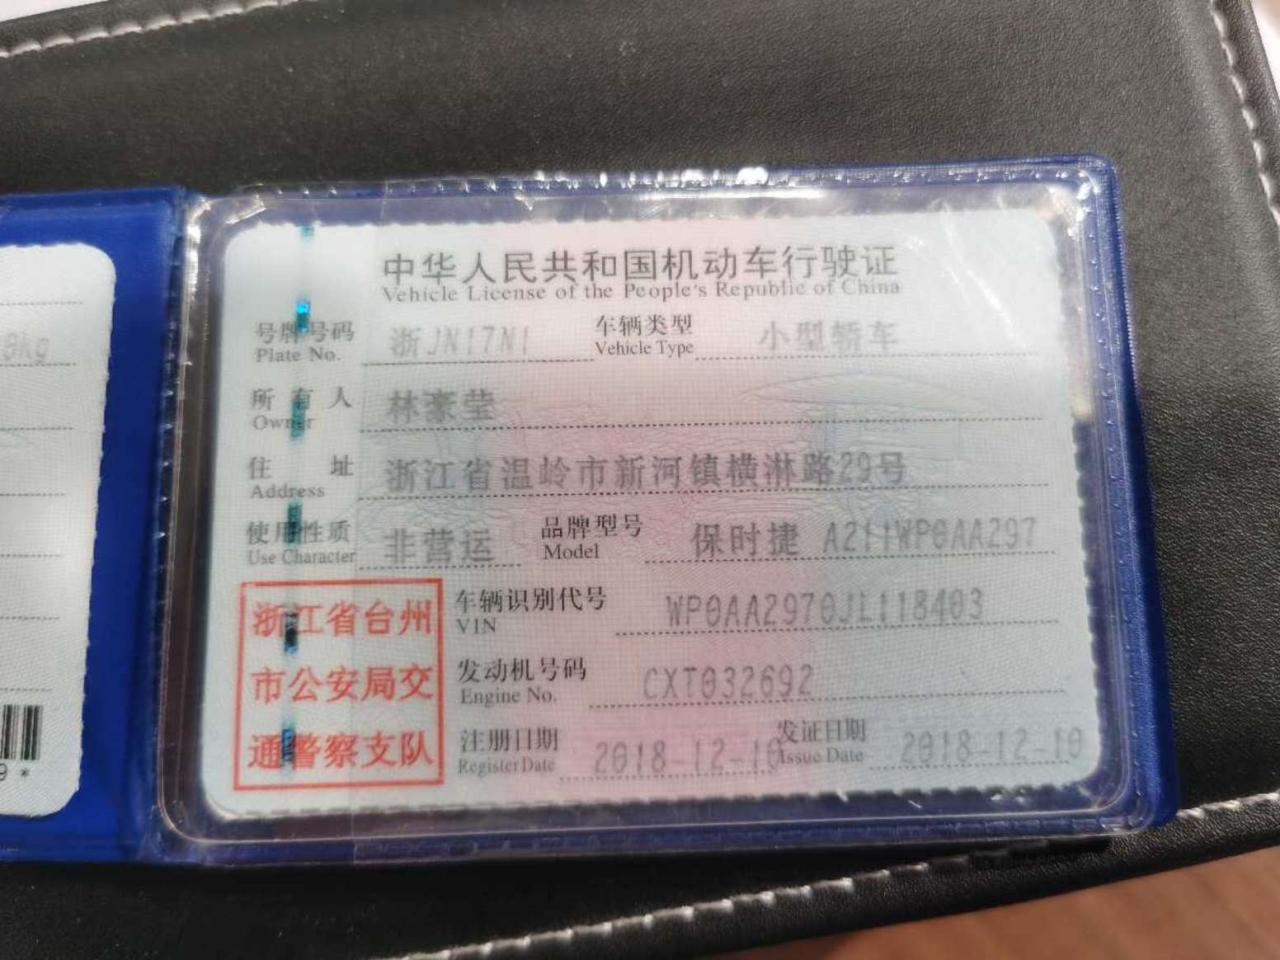 中华人民共和国机动车行驶证
Vehicle License of the People's Republic of China
号牌号码 浙JN17N1 车辆类型 小型轿车
Plate No. Vehicle Type
所有人 林豪莹
Owner
住址 浙江省温岭市新河镇横淋路29号
Address
使用性质 非营运 品牌型号 保时捷 A211WP0AA297
Use Character Model
浙江省台州
市公安局交
通警察支队
车辆识别代号 WP0AA2970JL118403
VIN
发动机号码 CXT032692
Engine No.
注册日期 2018-12-10 发证日期 2018-12-10
Register Date Issue Date
0kg
9*